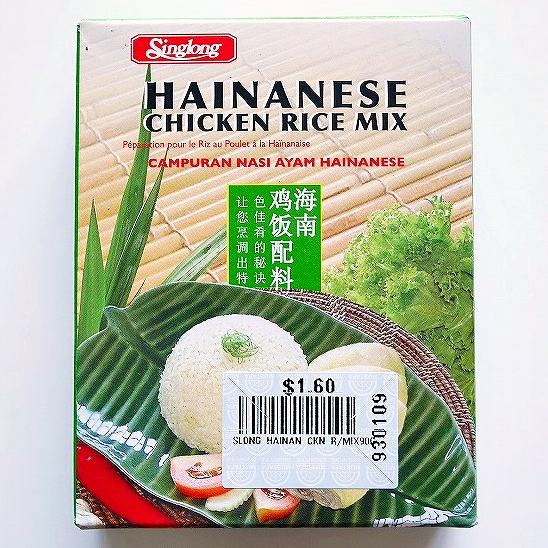 Singlong
HAINANESE
CHICKEN RICE MIX
Préparation pour le Riz au Poulet à la Haïnanaise
CAMPURAN NASI AYAM HAINANESE
海南
鸡饭配料
色佳肴的秘诀
让您烹调出特
$1.60
SLONG HAINAN CKN R/MIX90G
930109